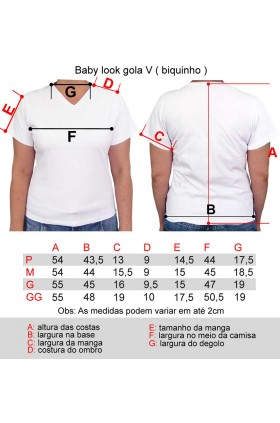 Baby look gola V ( biquinho )
G
D
E
F
C
A
B
A B C D E F G
P 54 43,5 13 9 14,5 44 17,5
M 54 44 15,5 9 15 45 18,5
G 55 45 16 9,5 15 47 19
GG 55 48 19 10 17,5 50,5 19
Obs: As medidas podem variar em até 2cm
A: altura das costas
B: largura na base
C: largura da manga
D: costura do ombro
E: tamanho da manga
F: largura no meio da camisa
G: largura do degolo